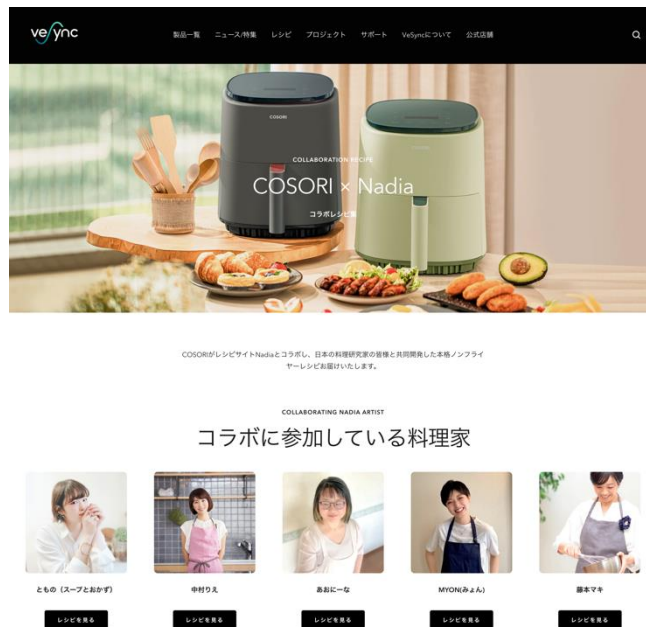 vesync
製品一覧 ニュース/特集 レシピ プロジェクト サポート VeSyncについて 公式店舗
COSORI
COLLABORATION RECIPE
COSORI × Nadia
コラボレシピ集
COSORIがレシピサイトNadiaとコラボし、日本の料理研究家の皆様と共同開発した本格ノンフライ
ヤーレシピお届けいたします。
COLLABORATING NADIA ARTIST
コラボに参加している料理家
ともの（スープとおかず） 中村りえ あおにーな MYON(みょん) 藤本マキ
レシピを見る レシピを見る レシピを見る レシピを見る レシピを見る